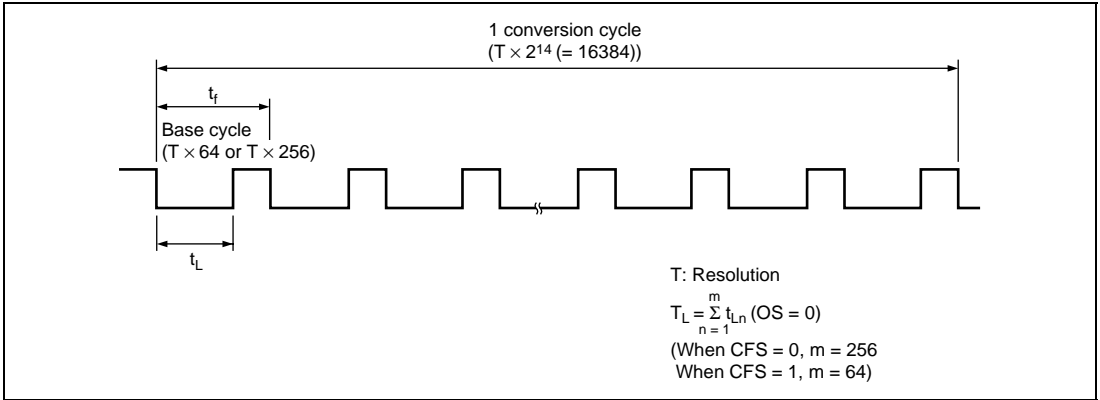 1 conversion cycle
(T × 2¹⁴ (= 16384))
t_f
Base cycle
(T × 64 or T × 256)
t_L
T: Resolution
m
T_L = Σ t_Ln (OS = 0)
n = 1
(When CFS = 0, m = 256
When CFS = 1, m = 64)